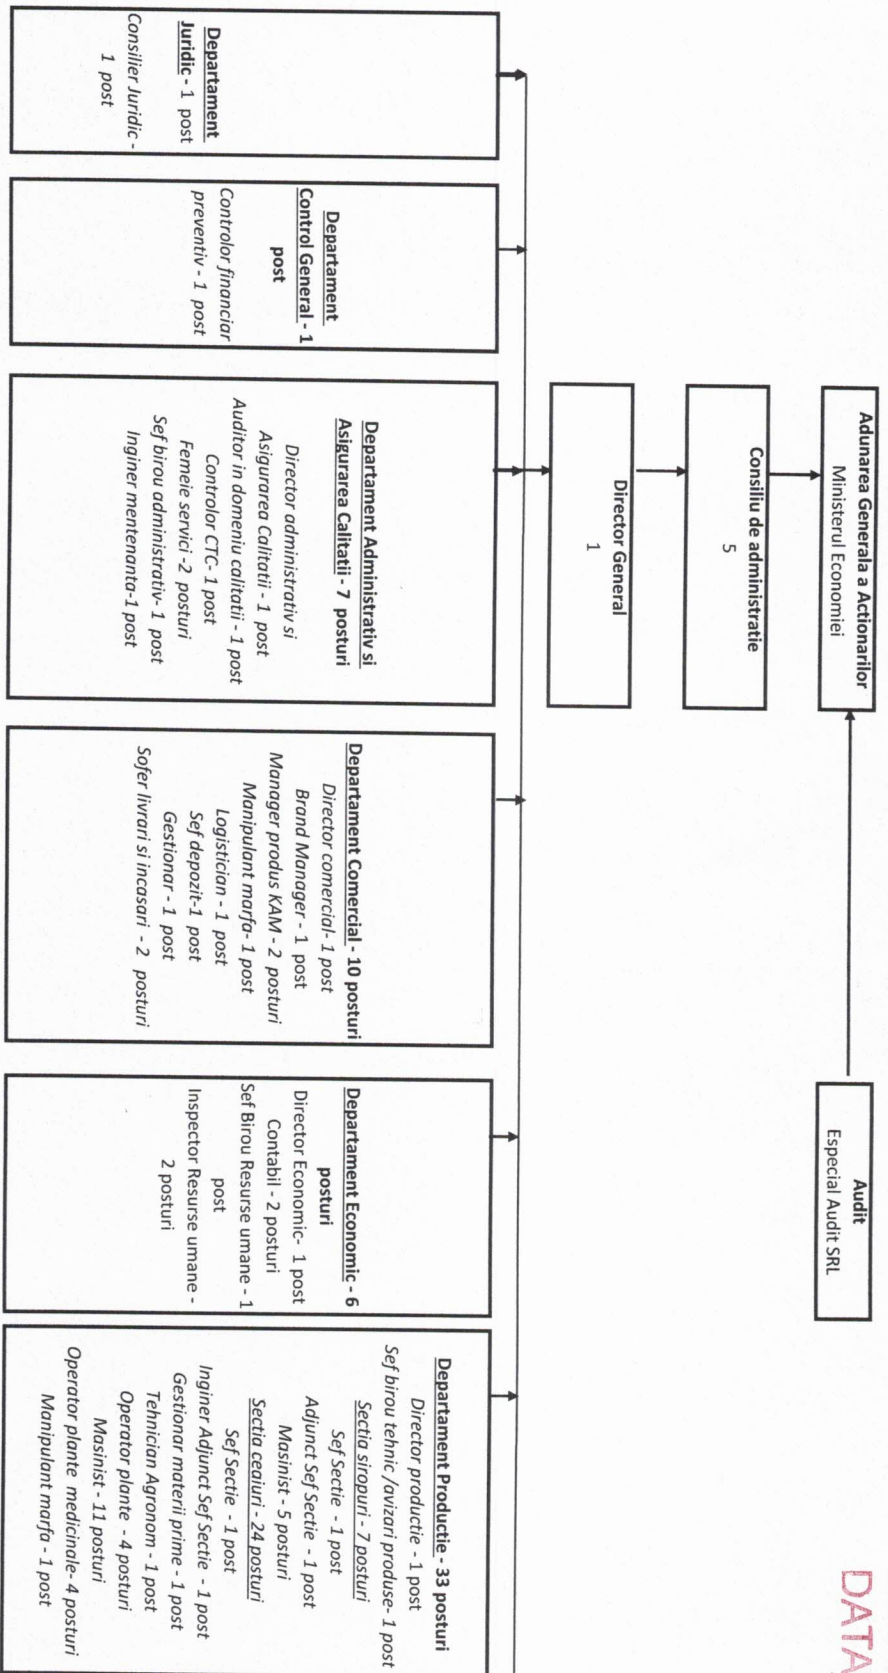 DATA
Adunarea Generala a Actionarilor
Ministerul Economiei
Audit
Especial Audit SRL
Consiliu de administratie
5
Director General
1
Departament
Juridic - 1 post
Consilier Juridic -
1 post
Departament
Control General - 1
post
Controlor financiar
preventiv - 1 post
Departament Administrativ si
Asigurarea Calitatii - 7 posturi
Director administrativ si
Asigurarea Calitatii - 1 post
Auditor in domeniu calitatii - 1 post
Controlor CTC- 1 post
Femeie servici -2 posturi
Sef birou administrativ- 1 post
Inginer mentenanta-1 post
Departament Comercial - 10 posturi
Director comercial- 1 post
Brand Manager - 1 post
Manager produs KAM - 2 posturi
Manipulant marfa- 1 post
Logistician - 1 post
Sef depozit-1 post
Gestionar - 1 post
Sofer livrari si incasari - 2 posturi
Departament Economic - 6
posturi
Director Economic- 1 post
Contabil - 2 posturi
Sef Birou Resurse umane - 1
post
Inspector Resurse umane -
2 posturi
Departament Productie - 33 posturi
Director productie - 1 post
Sef birou tehnic /avizari produse- 1 post
Sectia siropuri - 7 posturi
Sef Sectie - 1 post
Adjunct Sef Sectie - 1 post
Masinist - 5 posturi
Sectia ceaiuri - 24 posturi
Sef Sectie - 1 post
Inginer Adjunct Sef Sectie - 1 post
Gestionar materii prime - 1 post
Tehnician Agronom - 1 post
Operator plante - 4 posturi
Masinist - 11 posturi
Operator plante medicinale- 4 posturi
Manipulant marfa - 1 post